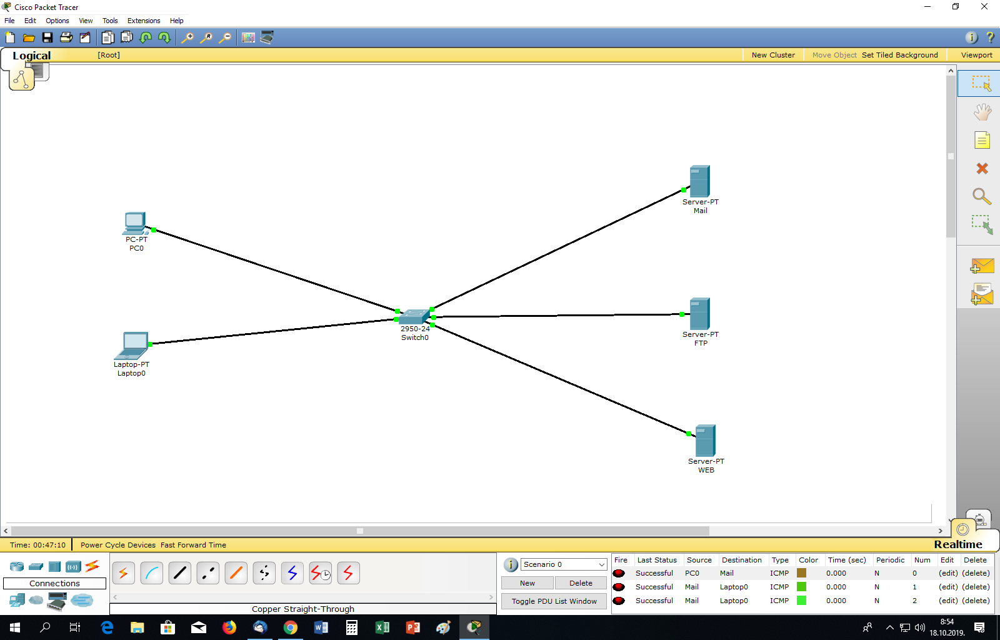 Cisco Packet Tracer
File Edit Options View Tools Extensions Help
Logical [Root] New Cluster Move Object Set Tiled Background Viewport
Server-PT
Mail
PC-PT
PC0
2950-24
Switch0
Server-PT
FTP
Laptop-PT
Laptop0
Server-PT
WEB
Time: 00:47:10 Power Cycle Devices Fast Forward Time Realtime
Connections
Copper Straight-Through
Scenario 0
New Delete
Toggle PDU List Window
Fire Last Status Source Destination Type Color Time (sec) Periodic Num Edit Delete
Successful PC0 Mail ICMP 0.000 N 0 (edit) (delete)
Successful Mail Laptop0 ICMP 0.000 N 1 (edit) (delete)
Successful Mail Laptop0 ICMP 0.000 N 2 (edit) (delete)
8:54
18.10.2019.